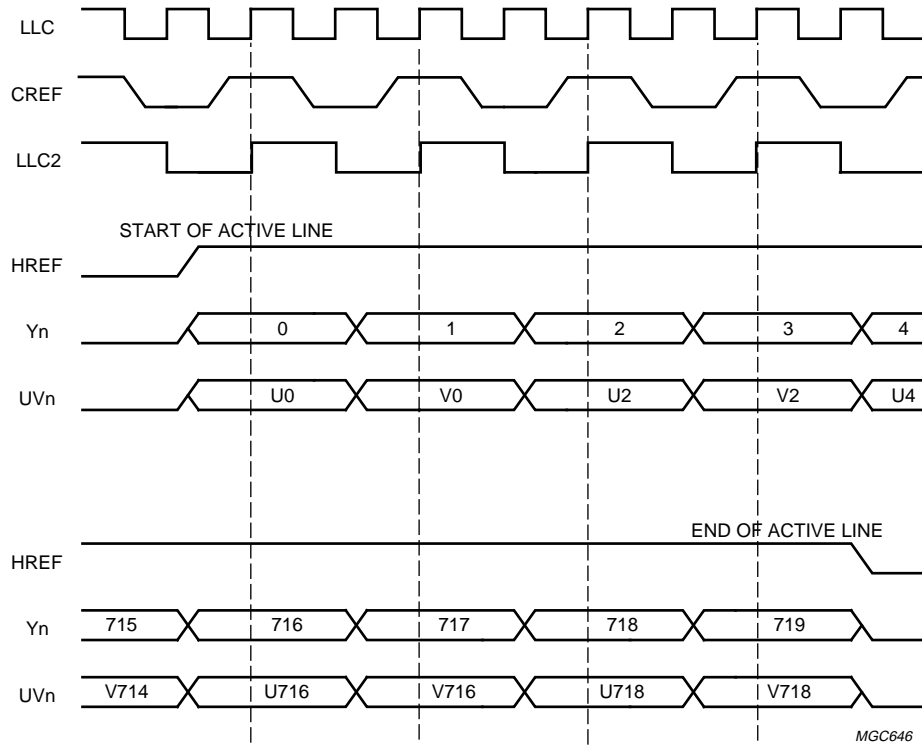 LLC
CREF
LLC2
START OF ACTIVE LINE
HREF
Yn 0 1 2 3 4
UVn U0 V0 U2 V2 U4
END OF ACTIVE LINE
HREF
Yn 715 716 717 718 719
UVn V714 U716 V716 U718 V718
MGC646